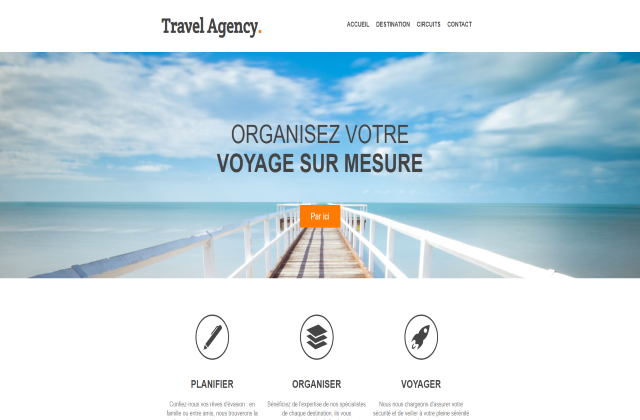 Travel Agency.
ACCUEIL DESTINATION CIRCUITS CONTACT
ORGANISEZ VOTRE
VOYAGE SUR MESURE
Par ici
PLANIFIER ORGANISER VOYAGER
Confiez-nous vos rêves d'évasion : en
famille ou entre amis, nous trouverons la
Bénéficiez de l'expertise de nos spécialistes
de chaque destination, ils vous
Nous nous chargeons d'assurer votre
sécurité et de veiller à votre pleine sérénité